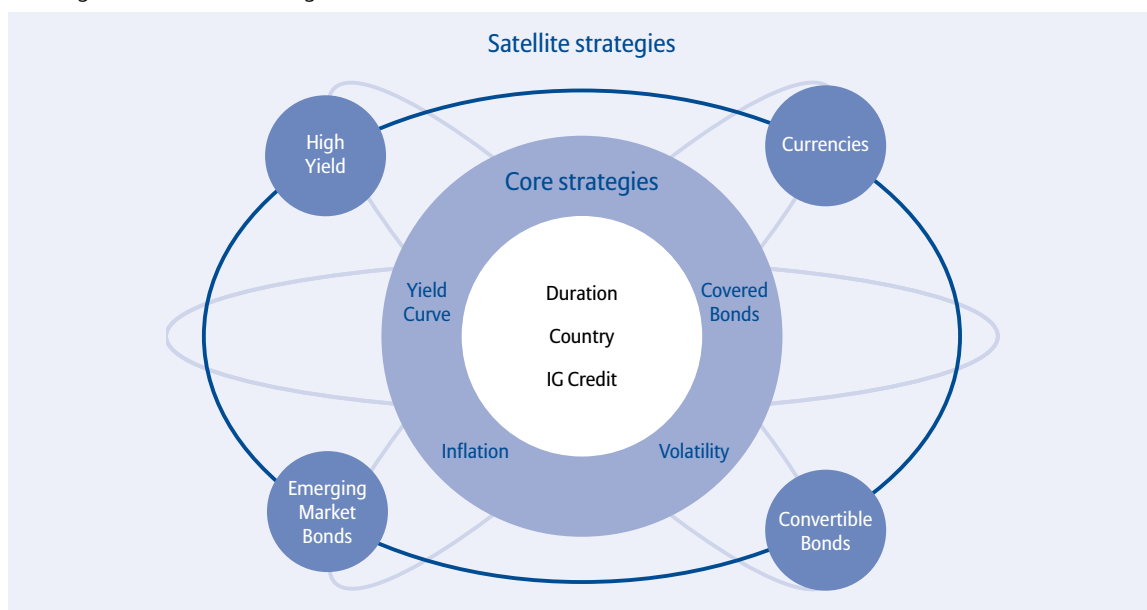 Satellite strategies
High
Yield
Currencies
Core strategies
Yield
Curve
Duration
Country
IG Credit
Covered
Bonds
Inflation
Volatility
Emerging
Market
Bonds
Convertible
Bonds